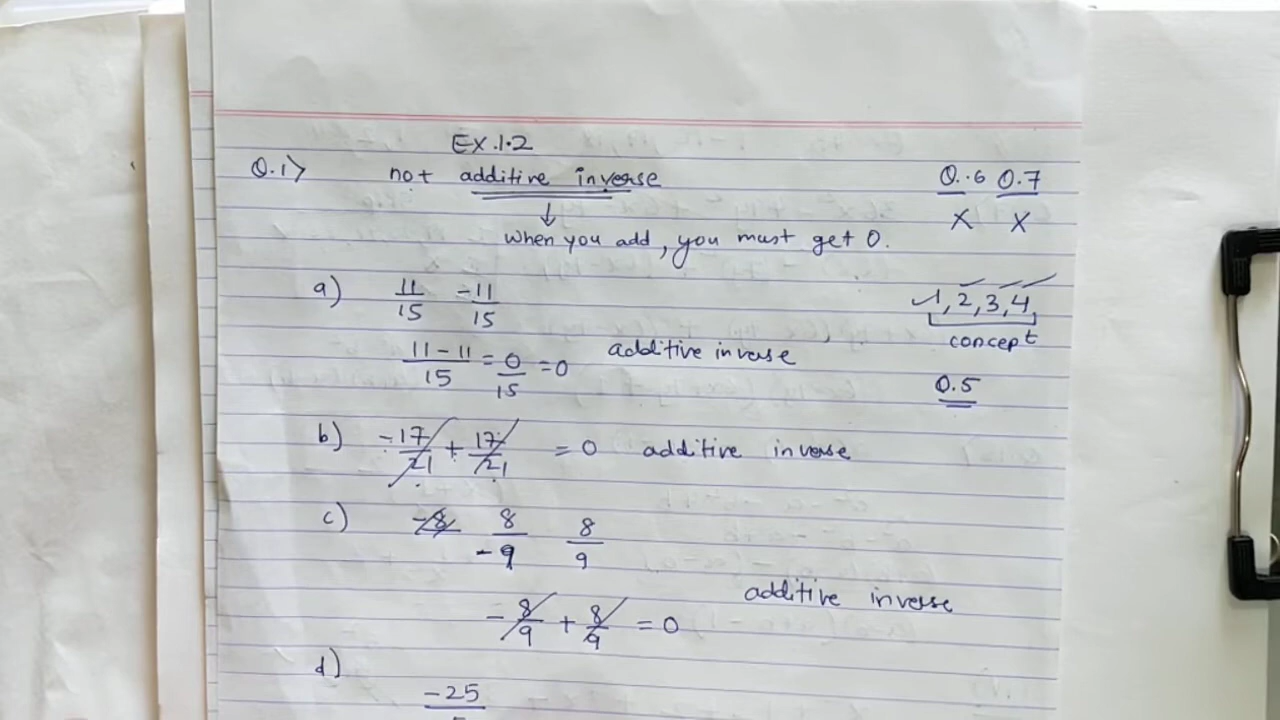 Ex.1.2
Q.1> not additive inverse
↓
When you add, you must get 0.
Q.6 Q.7
X X
a) 11/15 -11/15
11-11/15 = 0/15 = 0 additive inverse
✓1, 2, 3, 4,
concept
Q.5
b) -17/21 + 17/21 = 0 additive inverse
c) -8 8/-9 8/9
-8/9 + 8/9 = 0 additive inverse
d)
-25